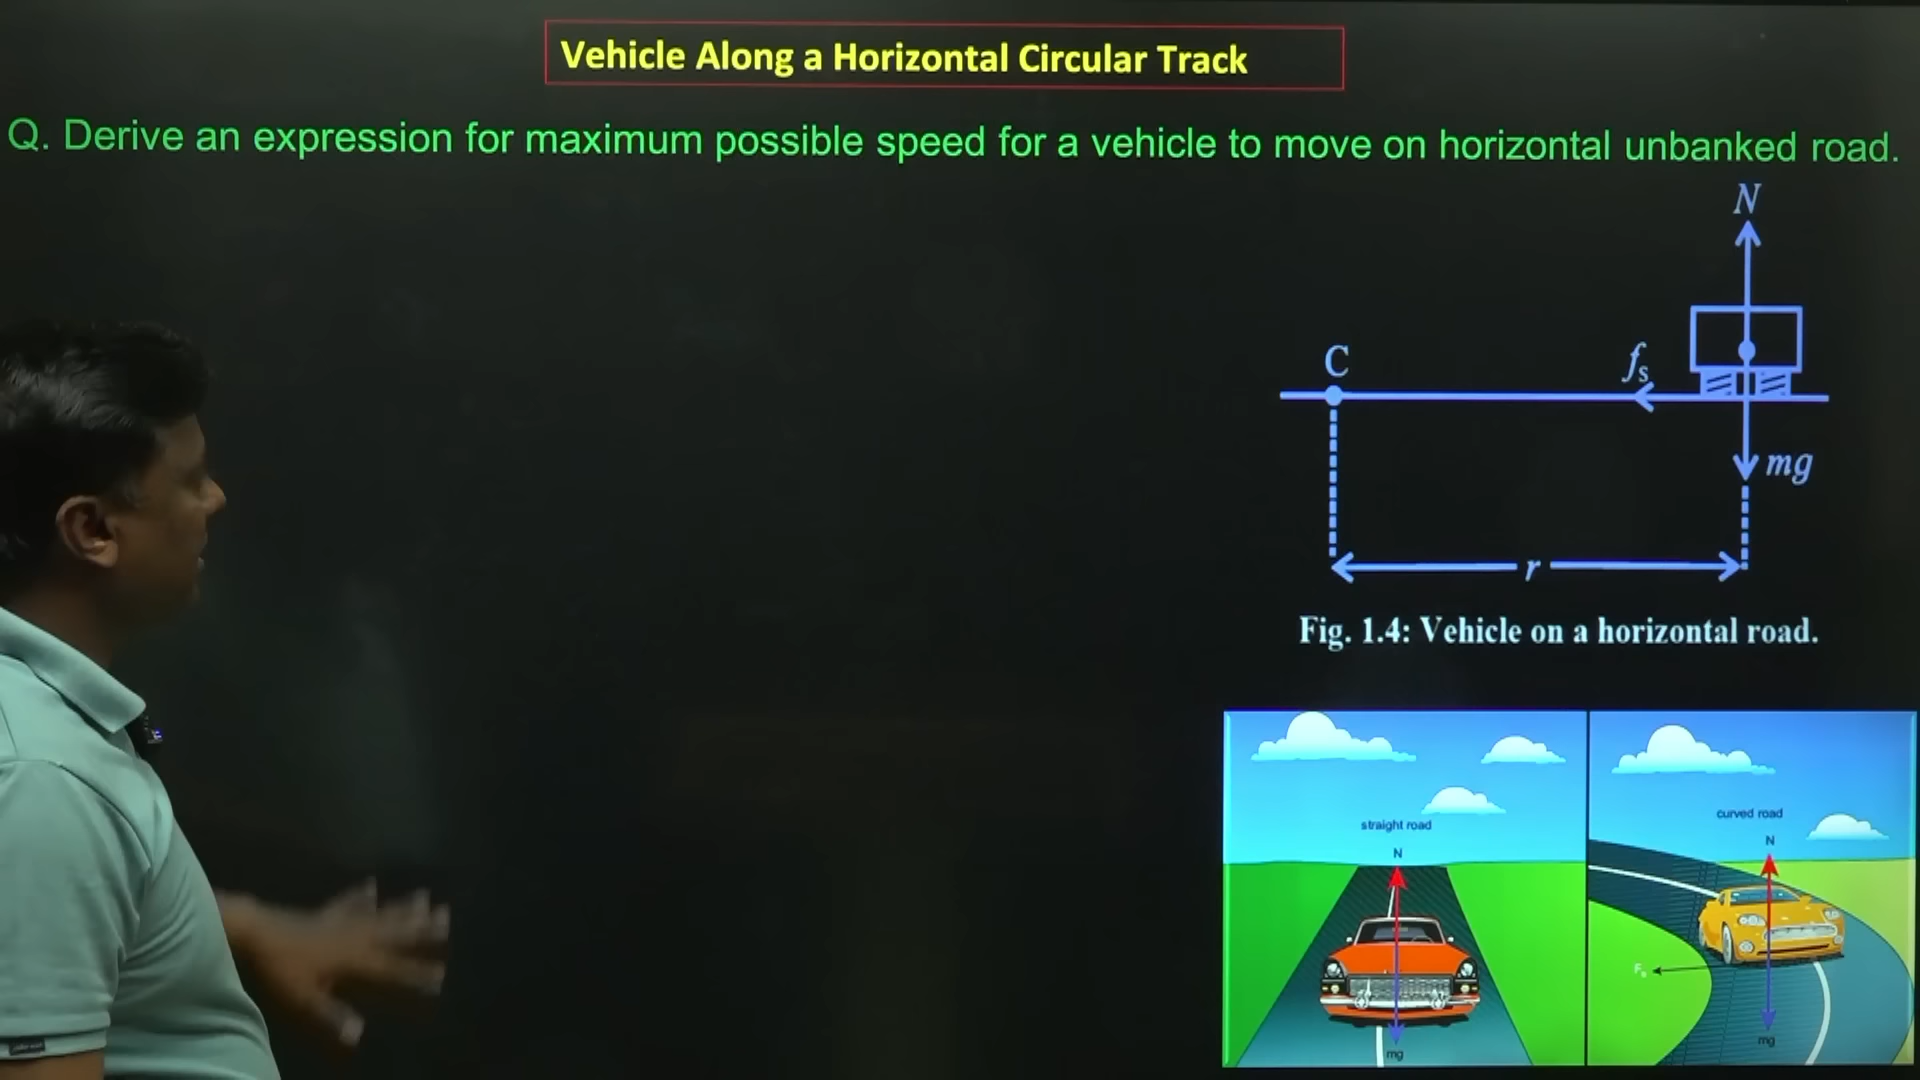 Vehicle Along a Horizontal Circular Track
Q. Derive an expression for maximum possible speed for a vehicle to move on horizontal unbanked road.
N
C
fs
mg
r
Fig. 1.4: Vehicle on a horizontal road.
straight road
N
mg
curved road
N
Fs
mg